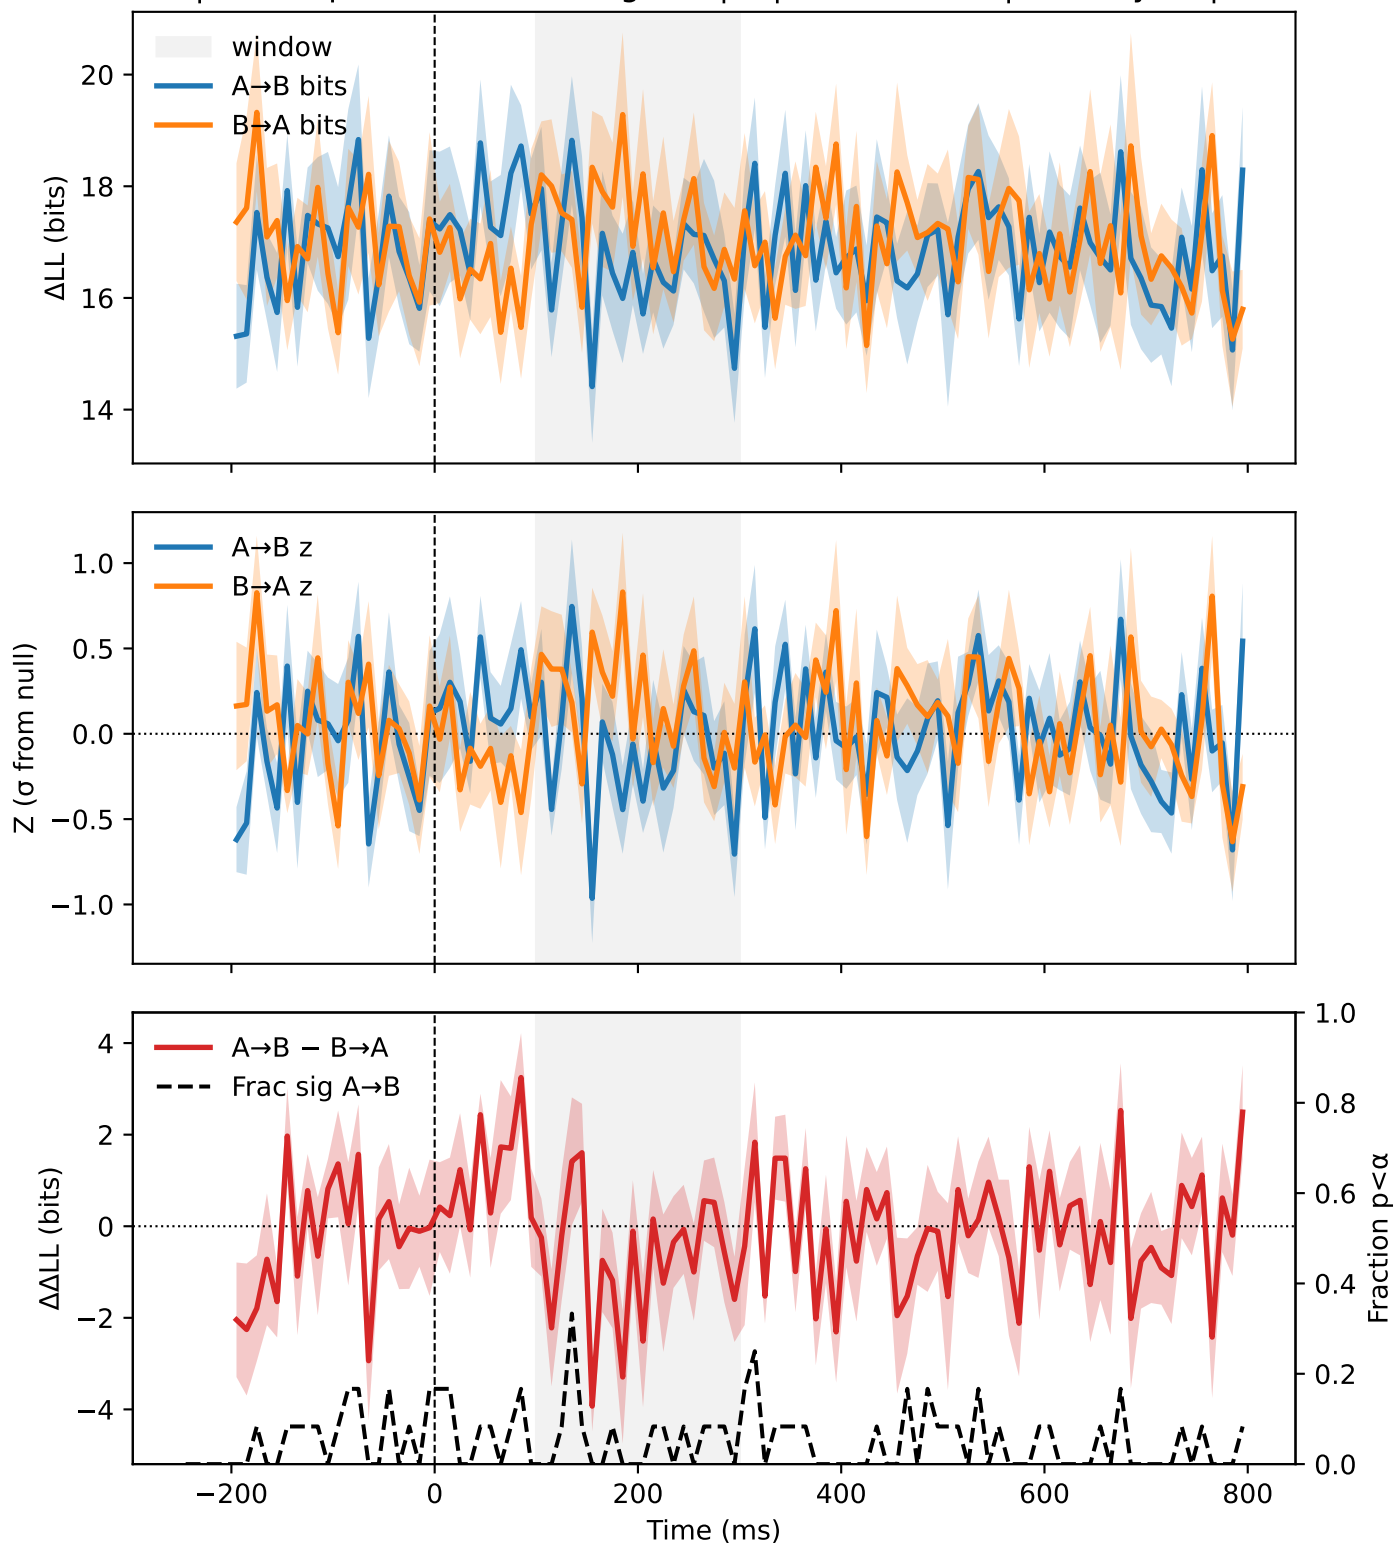 window
A→B bits
B→A bits
20
18
16
14
ΔLL (bits)
A→B z
B→A z
1.0
0.5
0.0
−0.5
−1.0
Z (σ from null)
A→B − B→A
Frac sig A→B
4
2
0
−2
−4
ΔΔLL (bits)
1.0
0.8
0.6
0.4
0.2
0.0
Fraction p<α
−200
0
200
400
600
800
Time (ms)